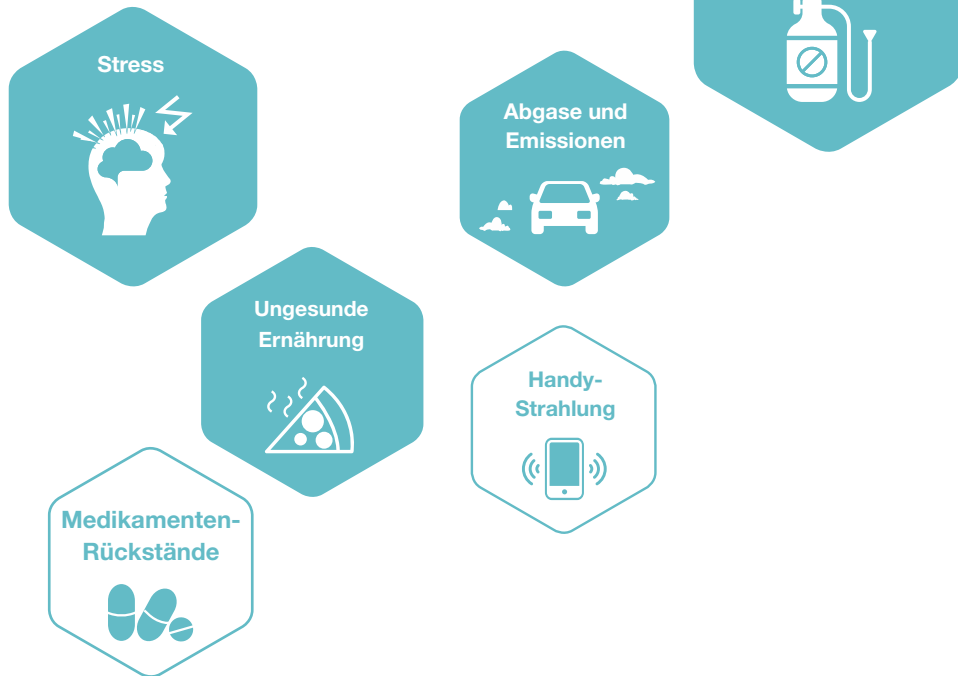 Stress
Abgase und
Emissionen
Ungesunde
Ernährung
Handy-
Strahlung
Medikamenten-
Rückstände